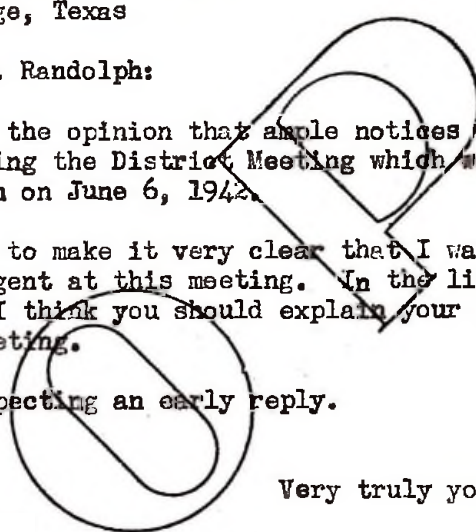 ge, Texas
. Randolph:
the opinion that ample notices
ing the District Meeting which
on June 6, 1942.
to make it very clear that I wa
gent at this meeting. In the li
I think you should explain your
eting.
pecting an early reply.
Very truly yo